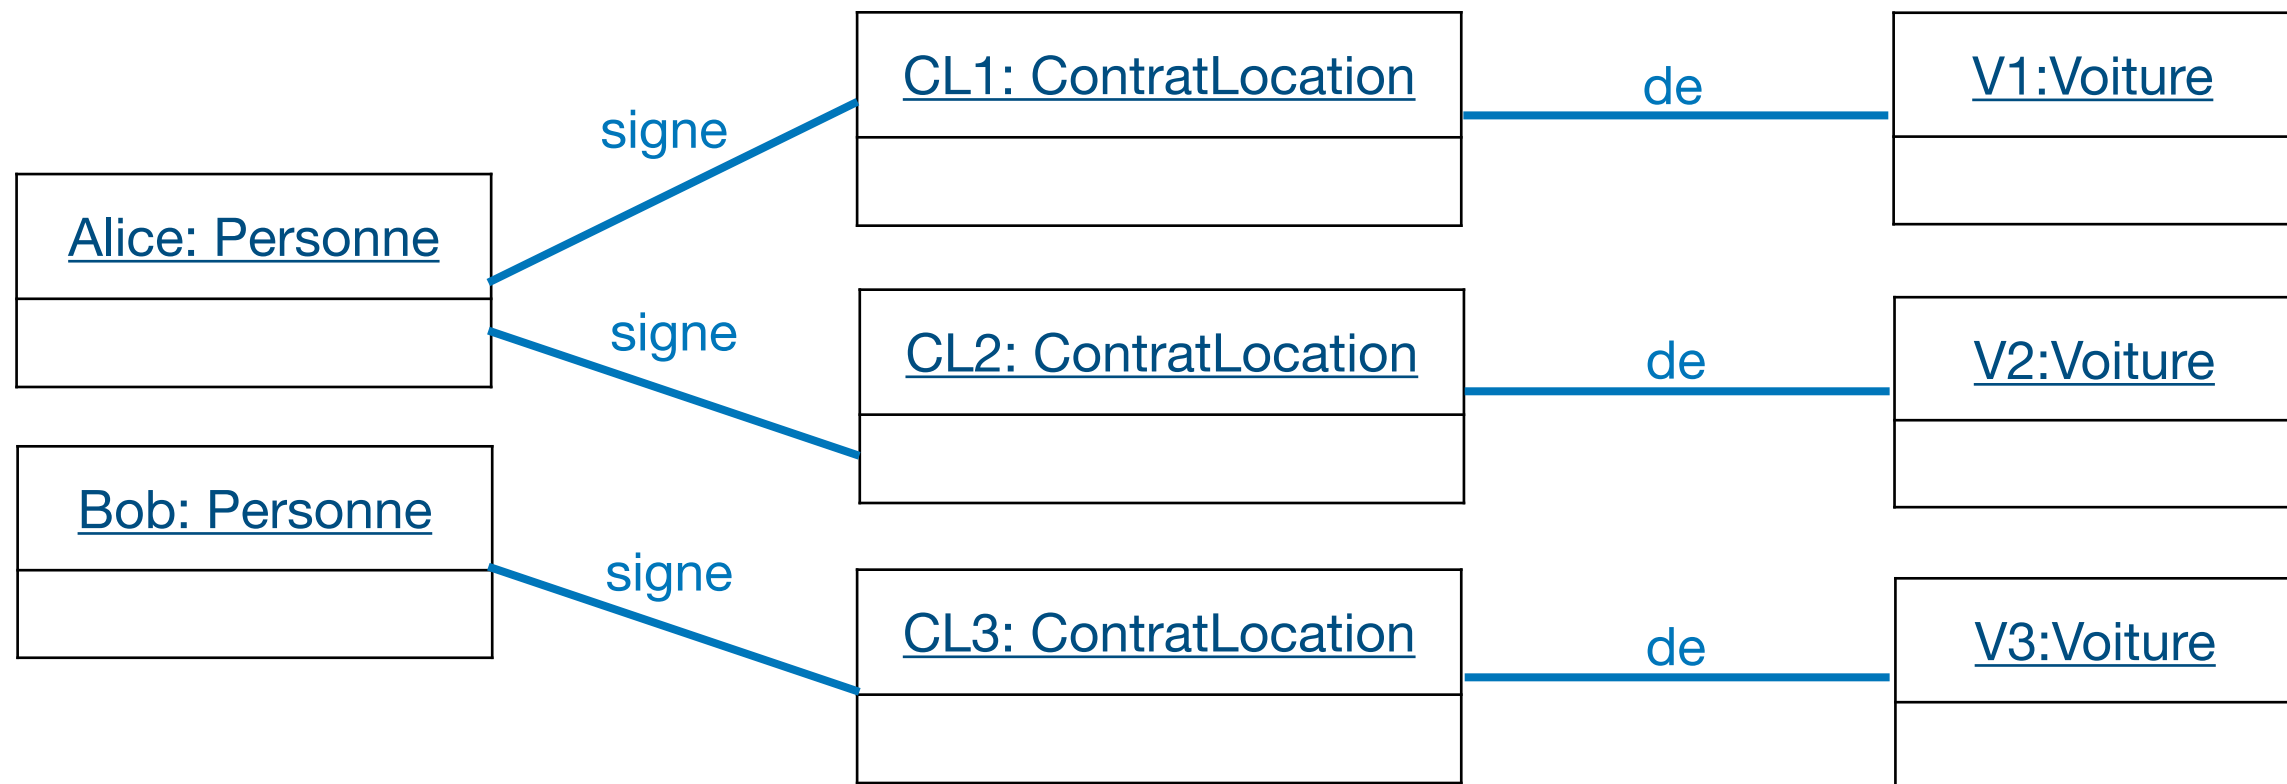 CL1: ContratLocation
de
V1:Voiture
signe
Alice: Personne
signe
CL2: ContratLocation
de
V2:Voiture
Bob: Personne
signe
CL3: ContratLocation
de
V3:Voiture